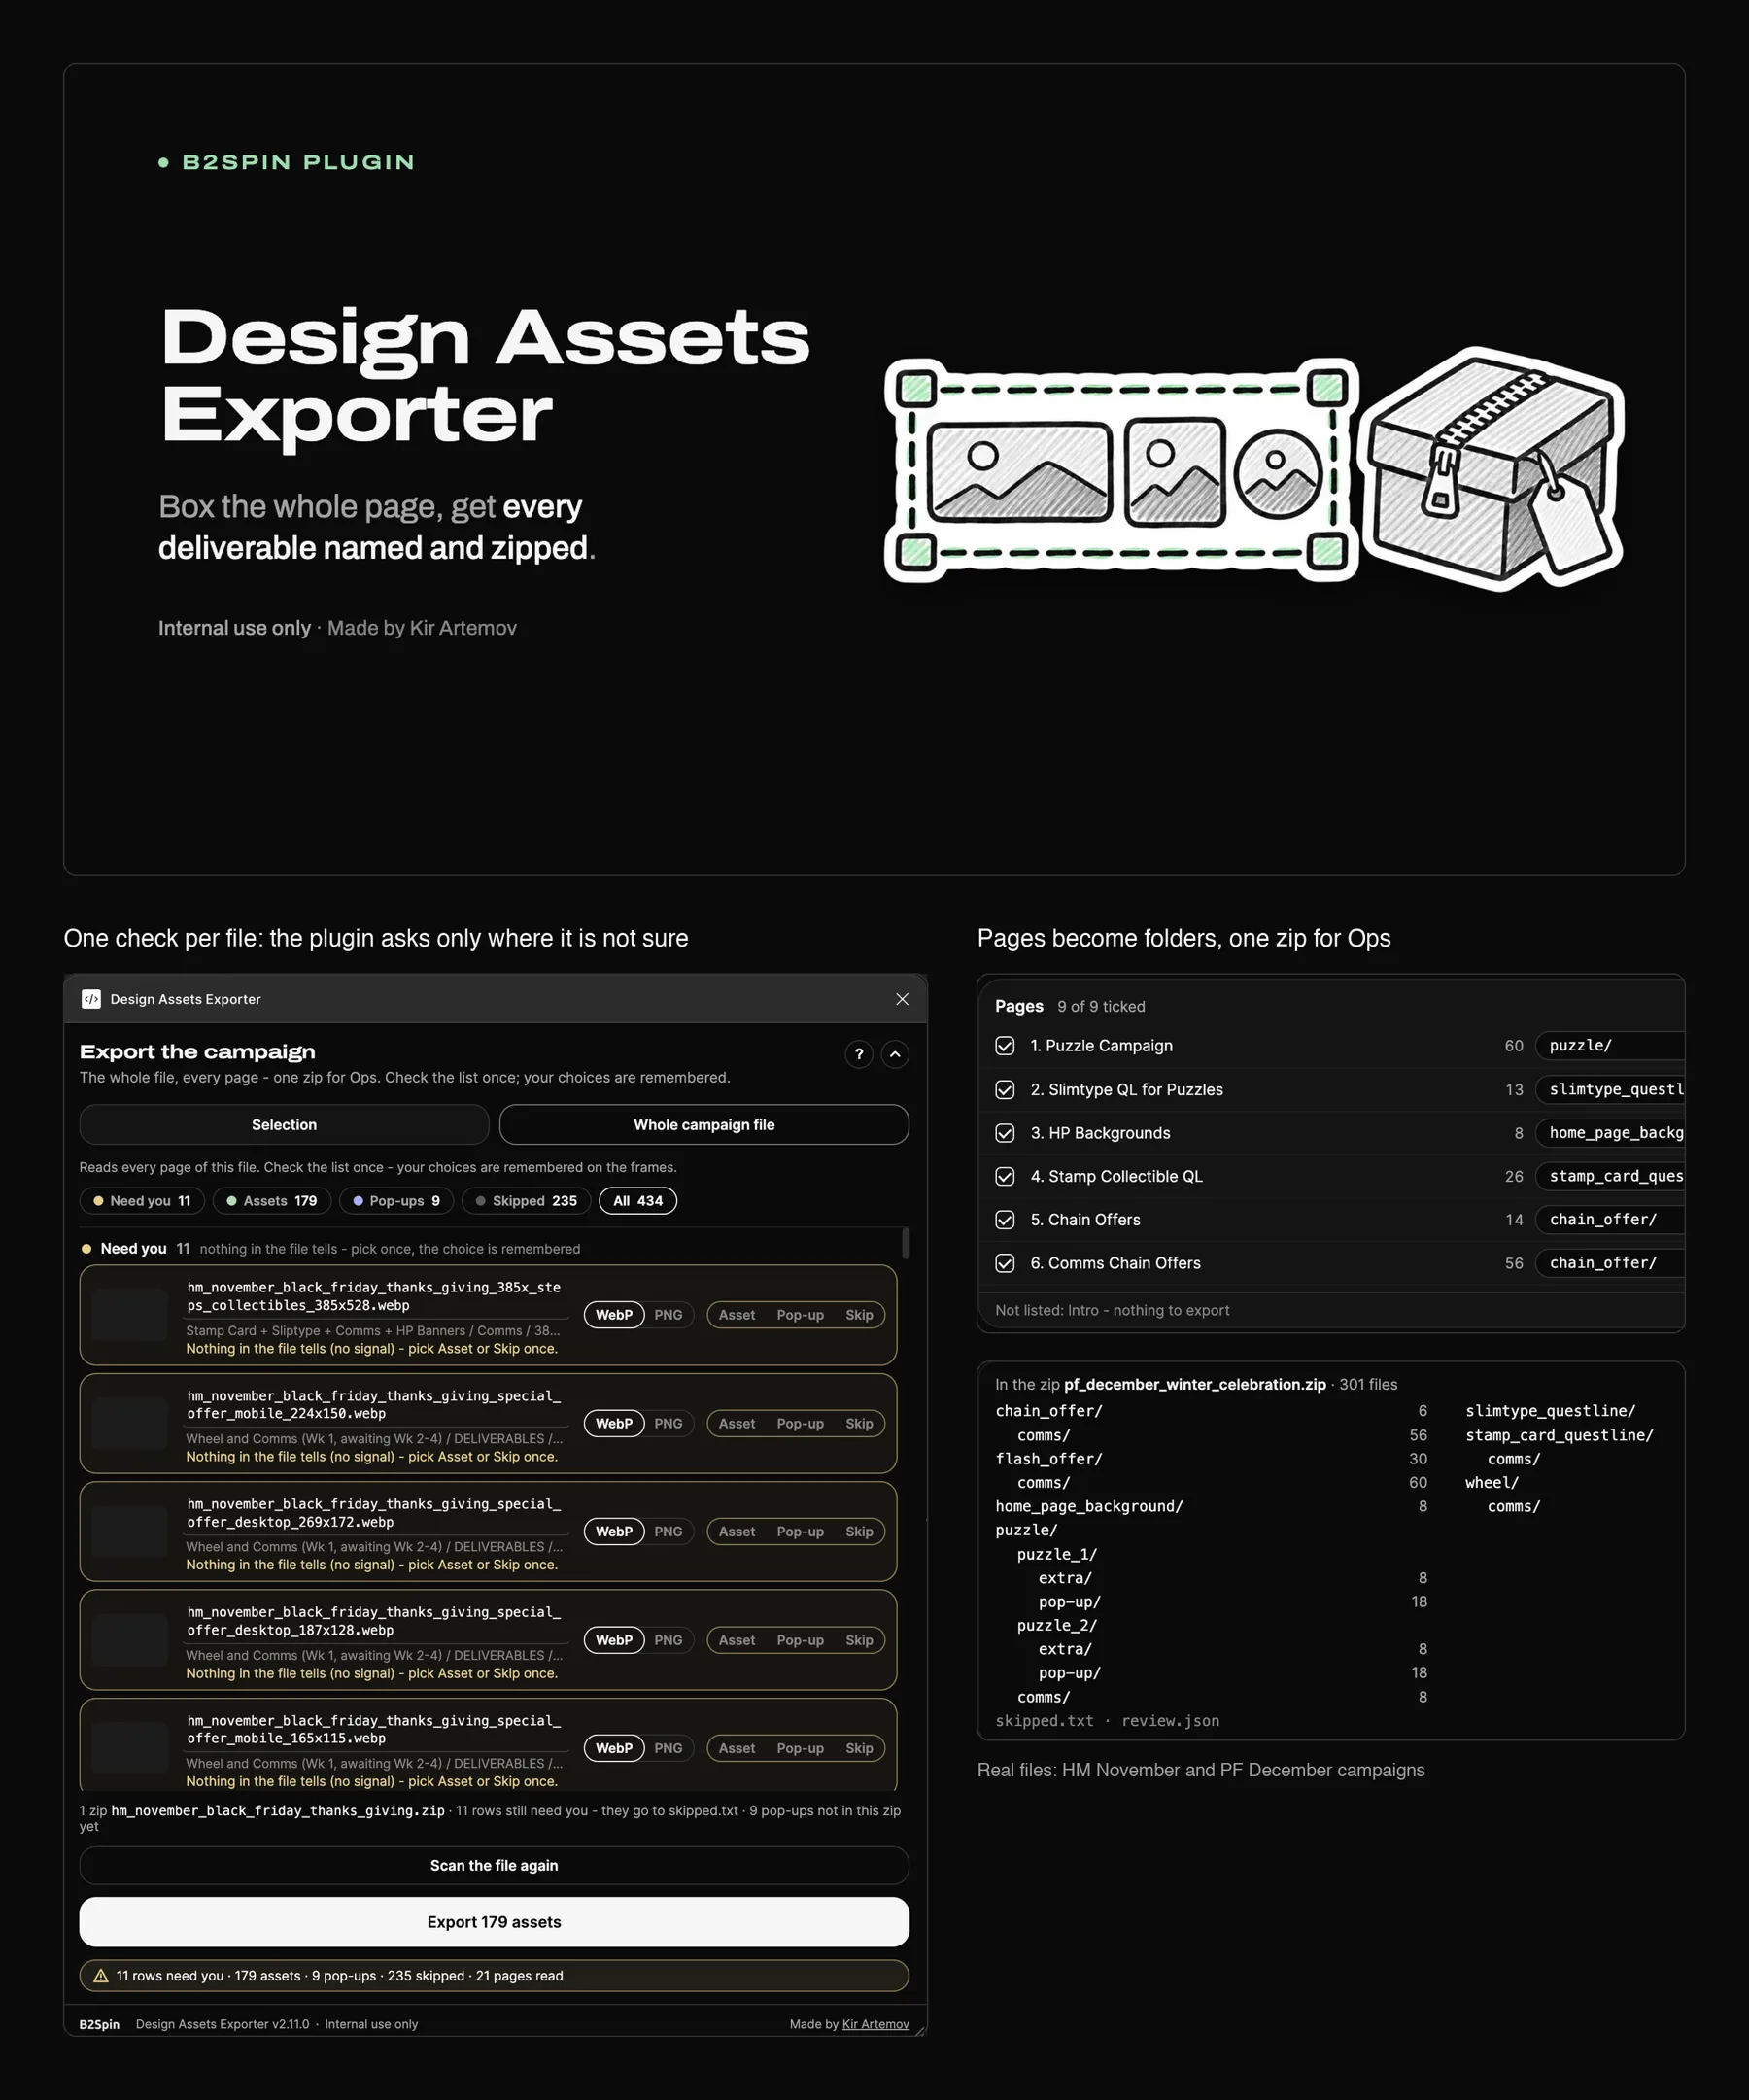 B2SPIN PLUGIN
Design Assets
Exporter
Box the whole page, get every
deliverable named and zipped.
Internal use only · Made by Kir Artemov
One check per file: the plugin asks only where it is not sure
Design Assets Exporter
Export the campaign
?
The whole file, every page - one zip for Ops. Check the list once; your choices are remembered.
Selection
Whole campaign file
Reads every page of this file. Check the list once - your choices are remembered on the frames.
Need you 11
Assets 179
Pop-ups 9
Skipped 235
All 434
Need you 11 nothing in the file tells - pick once, the choice is remembered
hm_november_black_friday_thanks_giving_385x_ste
ps_collectibles_385x528.webp
Stamp Card + Sliptype + Comms + HP Banners / Comms / 38...
Nothing in the file tells (no signal) - pick Asset or Skip once.
WebP PNG Asset Pop-up Skip
hm_november_black_friday_thanks_giving_special_
offer_mobile_224x150.webp
Wheel and Comms (Wk 1, awaiting Wk 2-4) / DELIVERABLES /...
Nothing in the file tells (no signal) - pick Asset or Skip once.
WebP PNG Asset Pop-up Skip
hm_november_black_friday_thanks_giving_special_
offer_desktop_269x172.webp
Wheel and Comms (Wk 1, awaiting Wk 2-4) / DELIVERABLES /...
Nothing in the file tells (no signal) - pick Asset or Skip once.
WebP PNG Asset Pop-up Skip
hm_november_black_friday_thanks_giving_special_
offer_desktop_187x128.webp
Wheel and Comms (Wk 1, awaiting Wk 2-4) / DELIVERABLES /...
Nothing in the file tells (no signal) - pick Asset or Skip once.
WebP PNG Asset Pop-up Skip
hm_november_black_friday_thanks_giving_special_
offer_mobile_165x115.webp
Wheel and Comms (Wk 1, awaiting Wk 2-4) / DELIVERABLES /...
Nothing in the file tells (no signal) - pick Asset or Skip once.
WebP PNG Asset Pop-up Skip
1 zip hm_november_black_friday_thanks_giving.zip · 11 rows still need you - they go to skipped.txt · 9 pop-ups not in this zip
yet
Scan the file again
Export 179 assets
11 rows need you · 179 assets · 9 pop-ups · 235 skipped · 21 pages read
B2Spin Design Assets Exporter v2.11.0 · Internal use only
Made by Kir Artemov
Pages become folders, one zip for Ops
Pages 9 of 9 ticked
1. Puzzle Campaign 60 puzzle/
2. Slimtype QL for Puzzles 13 slimtype_questl
3. HP Backgrounds 8 home_page_backg
4. Stamp Collectible QL 26 stamp_card_ques
5. Chain Offers 14 chain_offer/
6. Comms Chain Offers 56 chain_offer/
Not listed: Intro - nothing to export
In the zip pf_december_winter_celebration.zip · 301 files
chain_offer/ 6
comms/ 56
flash_offer/ 30
comms/ 60
home_page_background/ 8
puzzle/
puzzle_1/
extra/ 8
pop-up/ 18
puzzle_2/
extra/ 8
pop-up/ 18
comms/ 8
skipped.txt · review.json
slimtype_questline/
stamp_card_questline/
comms/
wheel/
comms/
Real files: HM November and PF December campaigns